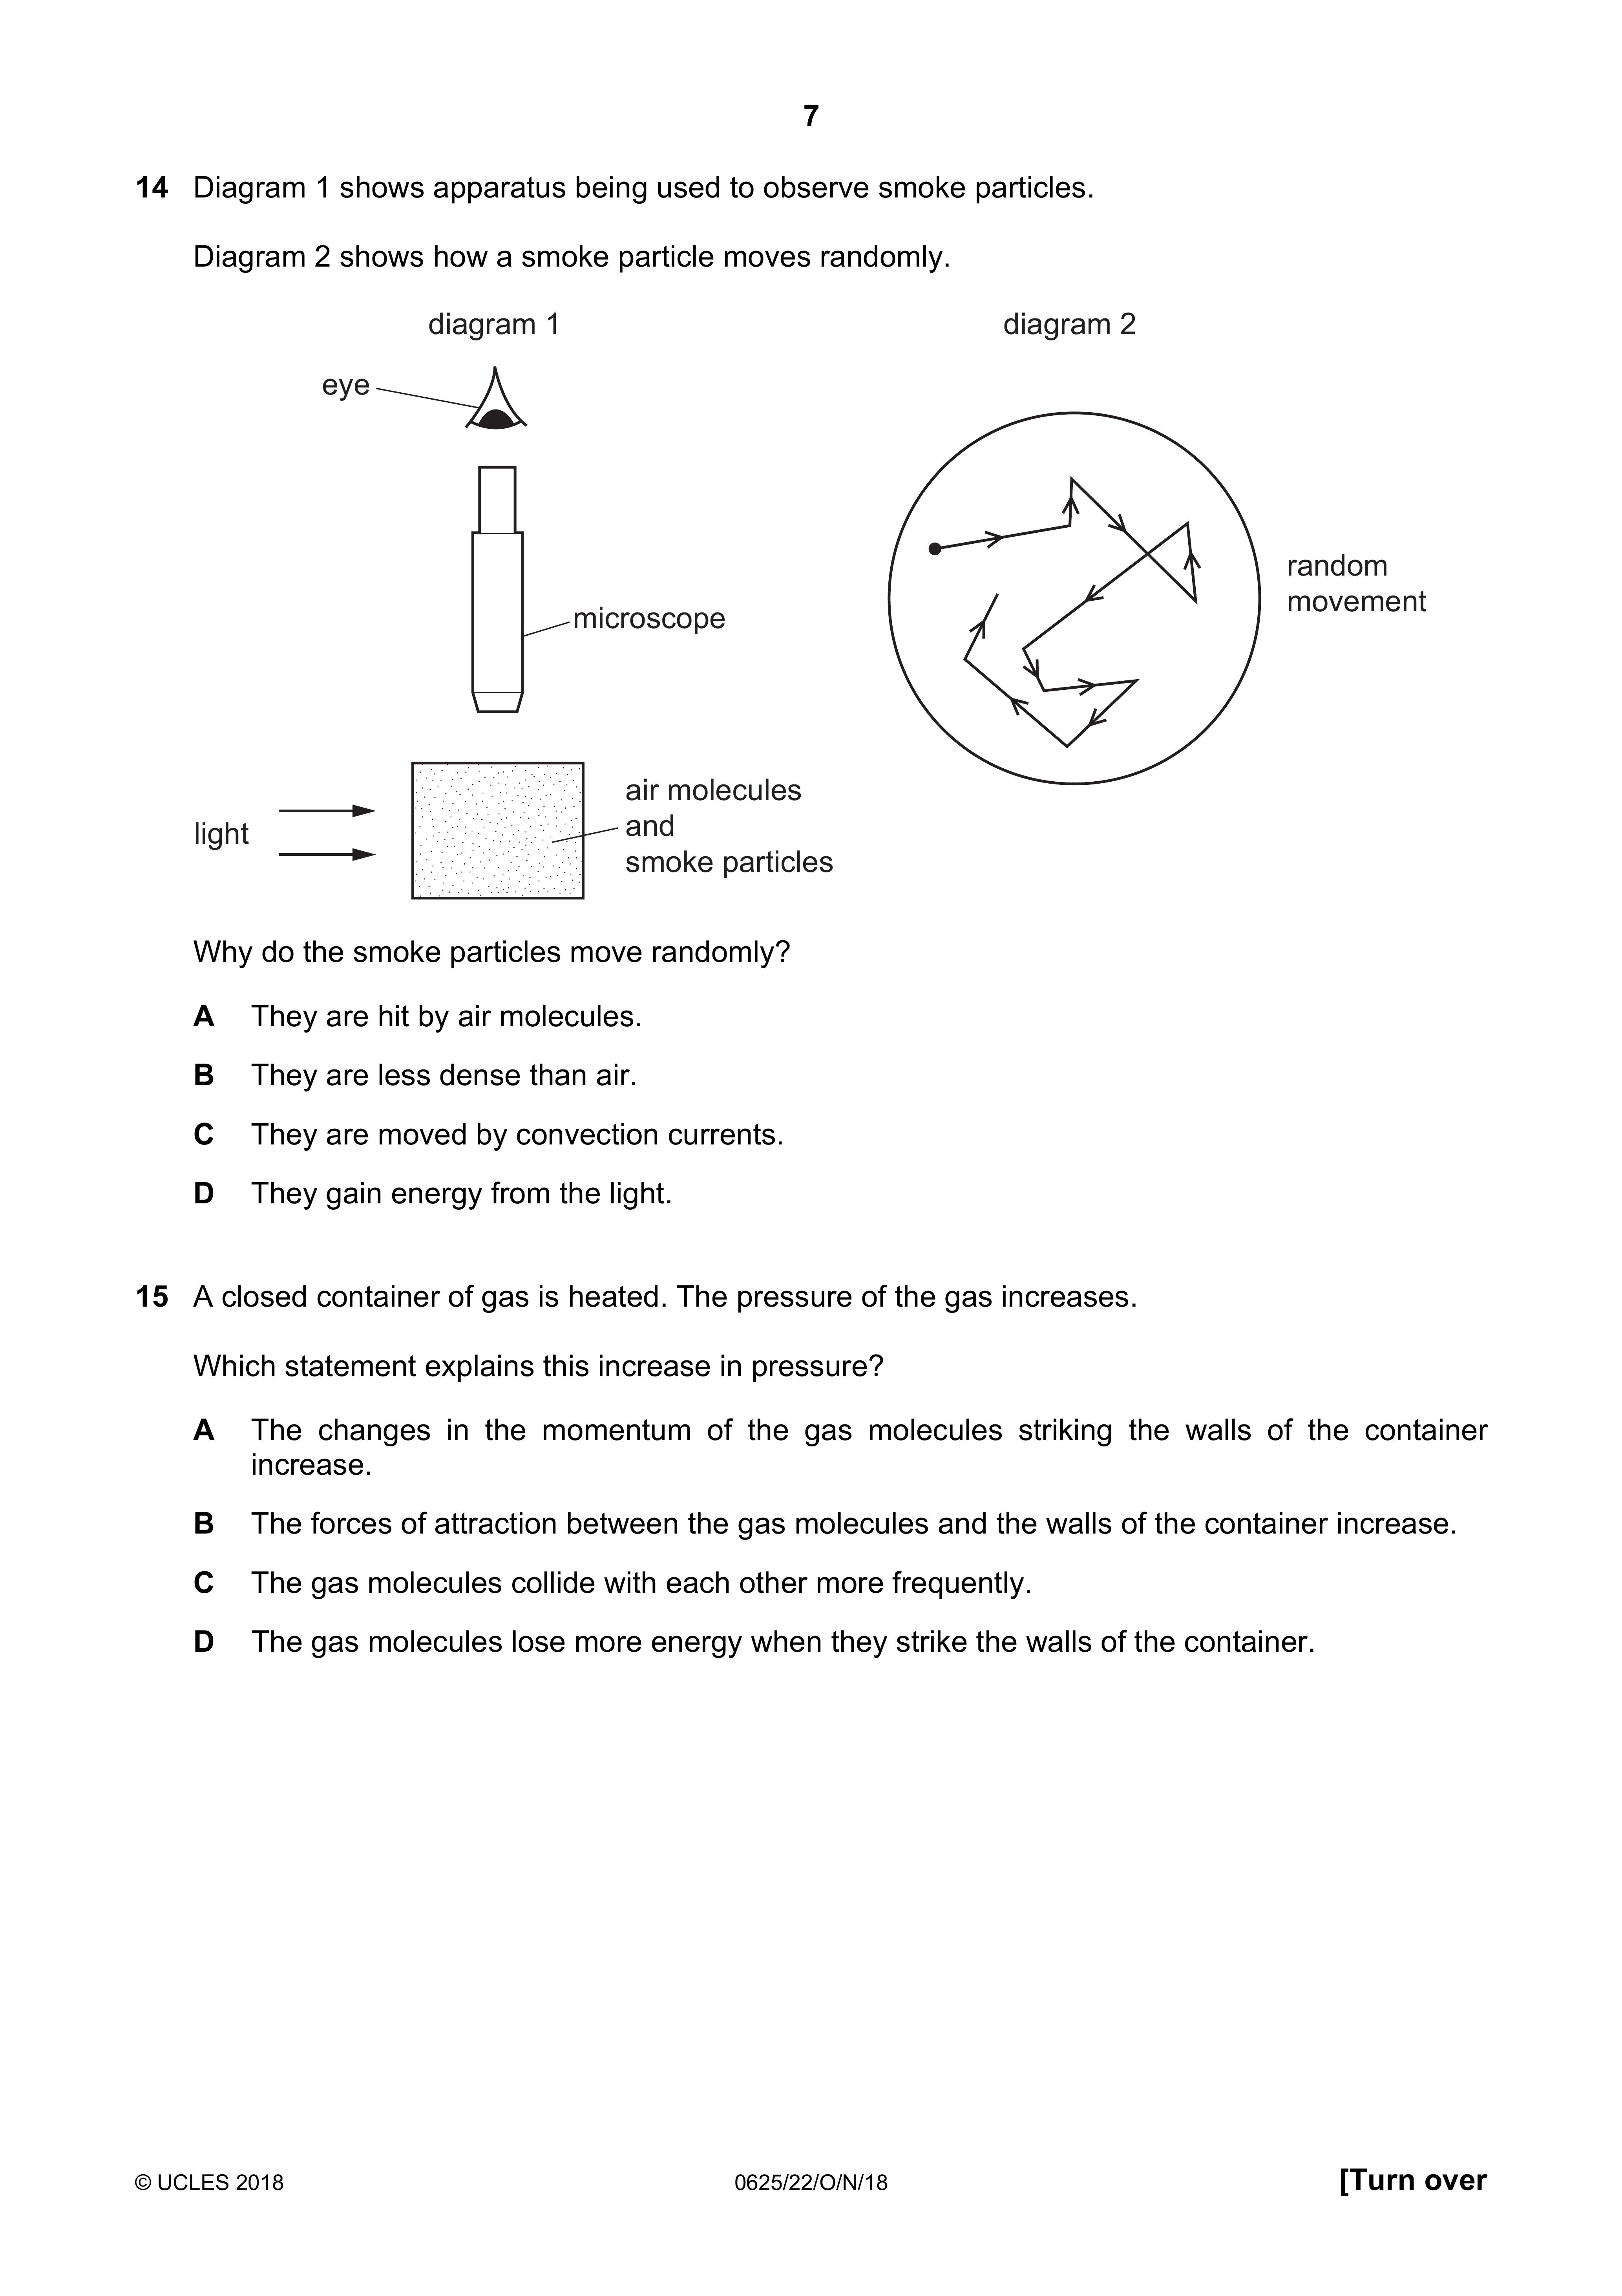 7
14 Diagram 1 shows apparatus being used to observe smoke particles.
Diagram 2 shows how a smoke particle moves randomly.
diagram 1
diagram 2
eye
microscope
random
movement
light
air molecules
and
smoke particles
Why do the smoke particles move randomly?
A They are hit by air molecules.
B They are less dense than air.
C They are moved by convection currents.
D They gain energy from the light.
15 A closed container of gas is heated. The pressure of the gas increases.
Which statement explains this increase in pressure?
A The changes in the momentum of the gas molecules striking the walls of the container
increase.
B The forces of attraction between the gas molecules and the walls of the container increase.
C The gas molecules collide with each other more frequently.
D The gas molecules lose more energy when they strike the walls of the container.
© UCLES 2018 0625/22/O/N/18 [Turn over